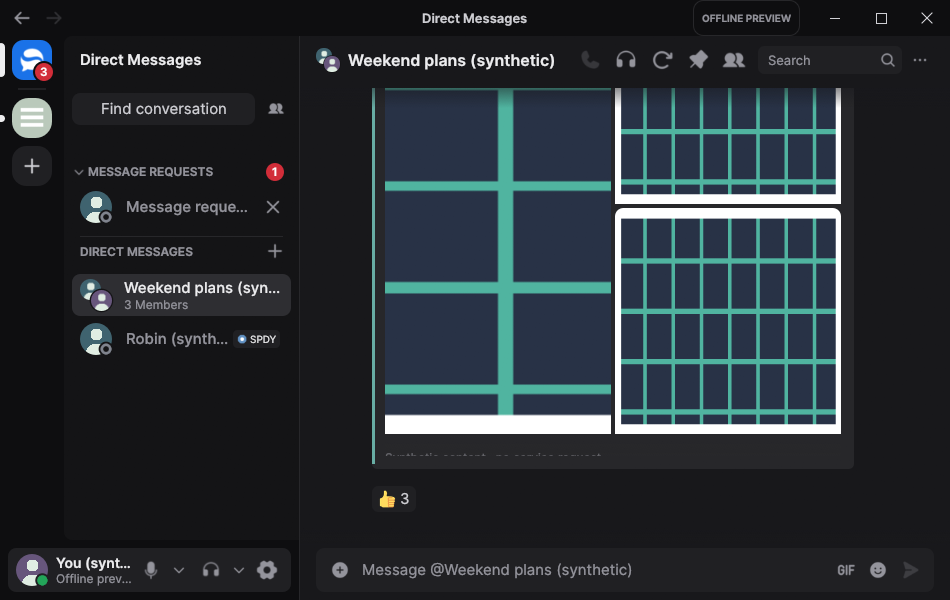 Direct Messages
OFFLINE PREVIEW
3
Direct Messages
Find conversation
MESSAGE REQUESTS
1
Message reque...
DIRECT MESSAGES
Weekend plans (syn...
3 Members
Robin (synth...
SPDY
You (synt...
Offline prev...
Weekend plans (synthetic)
Search
👍 3
Message @Weekend plans (synthetic)
GIF